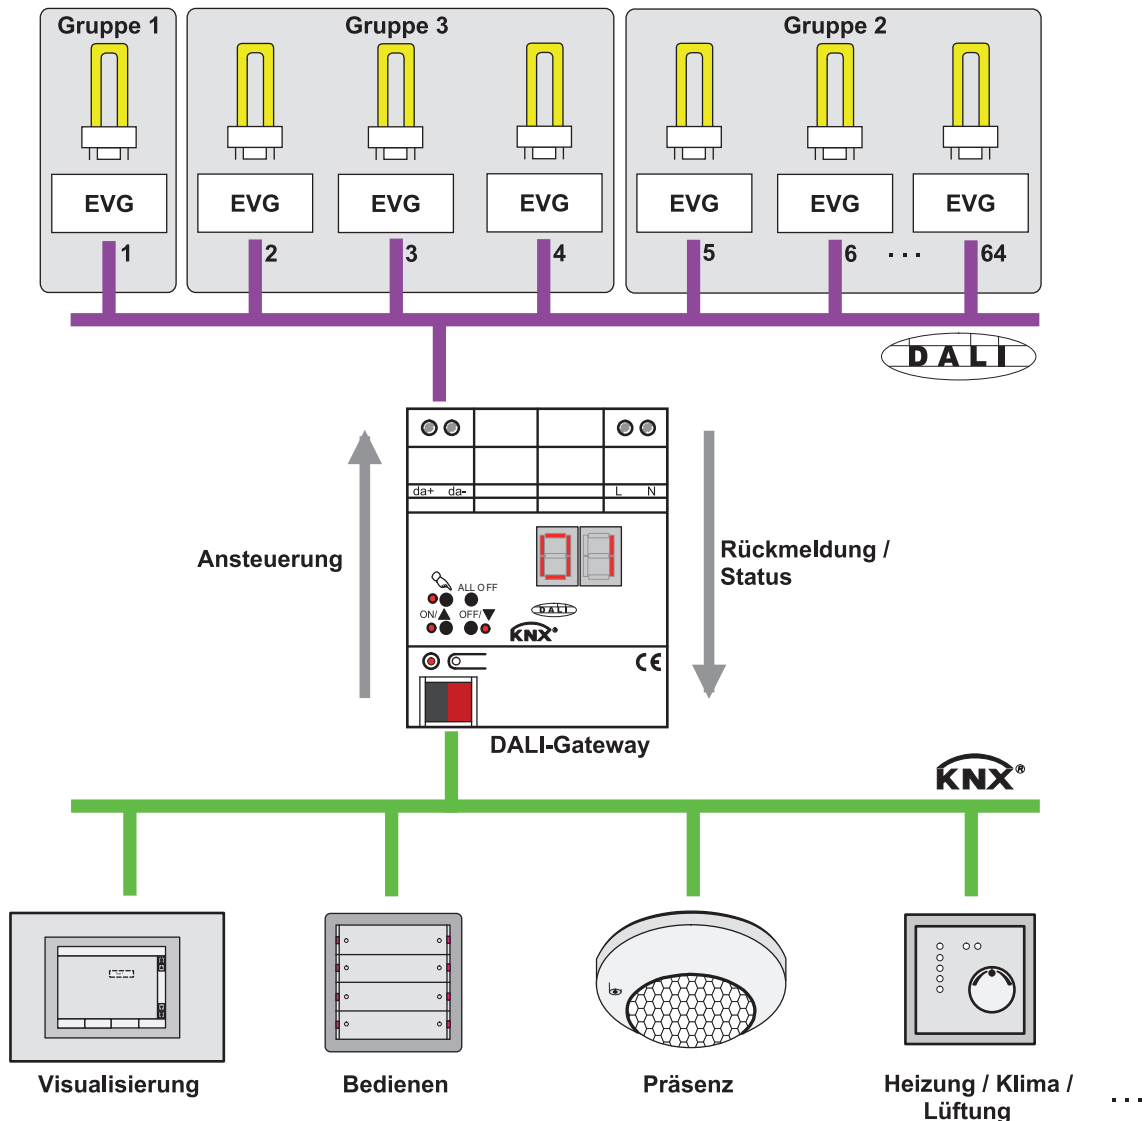 Gruppe 1 Gruppe 3 Gruppe 2
EVG EVG EVG EVG EVG EVG EVG
1 2 3 4 5 6 ... 64
DALI
da+ da- L N
Ansteuerung
Rückmeldung /
Status
ALL OFF
ON/ OFF/
DALI
KNX®
CE
DALI-Gateway
KNX®
Visualisierung Bedienen Präsenz Heizung / Klima /
Lüftung
...